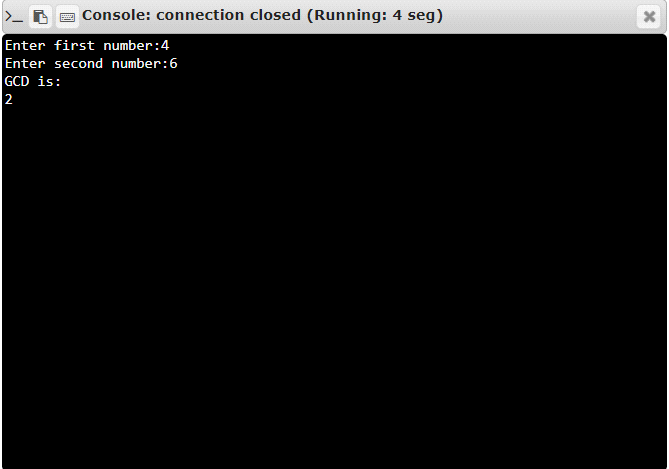 Console: connection closed (Running: 4 seg)
Enter first number:4
Enter second number:6
GCD is:
2